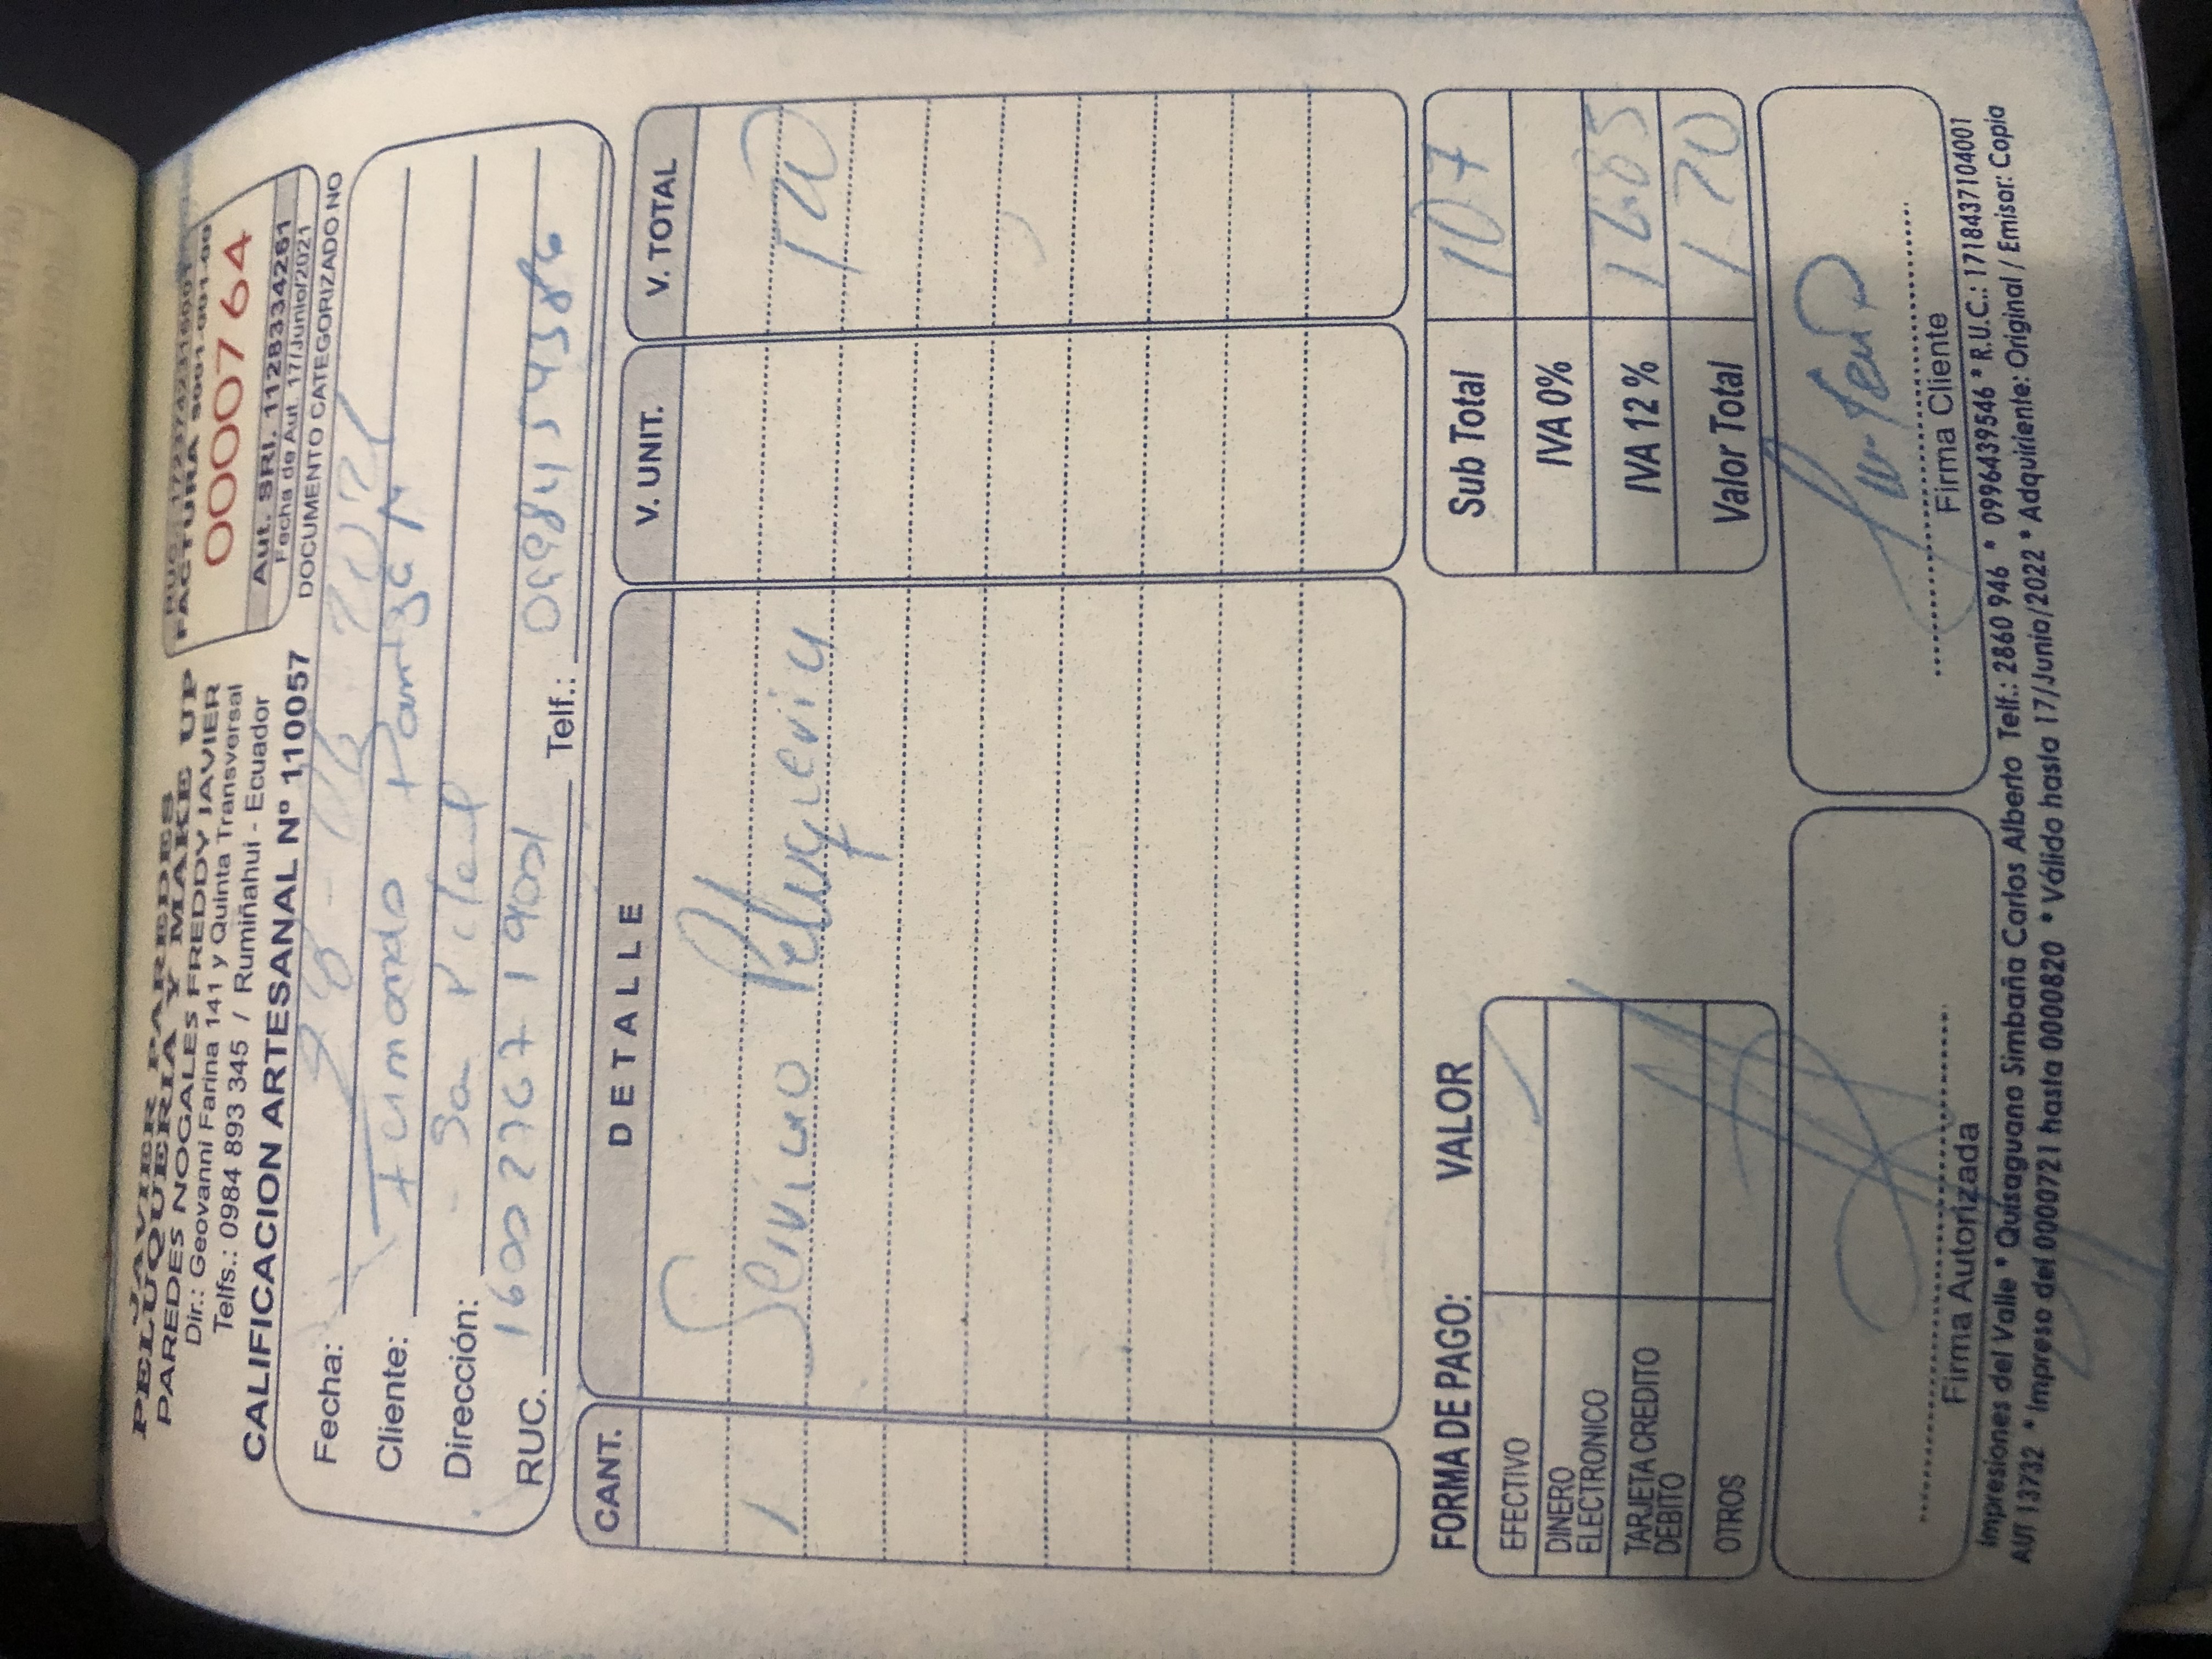 JAVIER PAREDES
PELUQUERIA Y MAKE UP
PAREDES NOGALES FREDDY JAVIER
Dir.: Geovanni Farina 141 y Quinta Transversal
Telfs.: 0984 893 345 / Rumiñahui - Ecuador
CALIFICACION ARTESANAL Nº 110057
RUC.: 1723742316001
FACTURA S001-001-00
0000764
Aut. SRI. 1128334261
Fecha de Aut. 17/Junio/2021
DOCUMENTO CATEGORIZADO NO
Fecha: 28-06-2021
Cliente: Fernando
Dirección: San Rafael
RUC. 1600276719001 Telf.: 0998454386
CANT. DETALLE V. UNIT. V. TOTAL
1 Servicio Peluqueria 120
FORMA DE PAGO: VALOR
EFECTIVO
DINERO
ELECTRONICO
TARJETA CREDITO
DEBITO
OTROS
Sub Total 107
IVA 0%
IVA 12 % 12.85
Valor Total 120
Firma Autorizada
Firma Cliente
Impresiones del Valle * Quisaguano Simbaña Carlos Alberto Telf.: 2860 946 * 0996439546 * R.U.C.: 1718437104001
AUT 13732 * Impreso del 0000721 hasta 0000820 * Válido hasta 17/Junio/2022 * Adquiriente: Original / Emisor: Copia